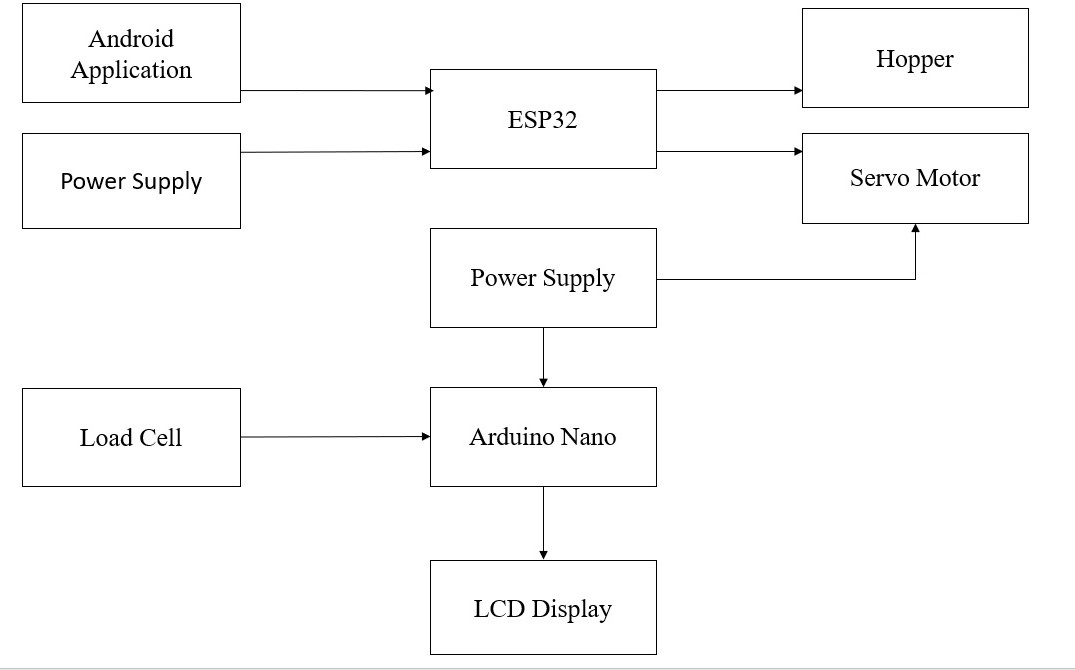 Android
Application
Hopper
ESP32
Power Supply
Servo Motor
Power Supply
Load Cell
Arduino Nano
LCD Display